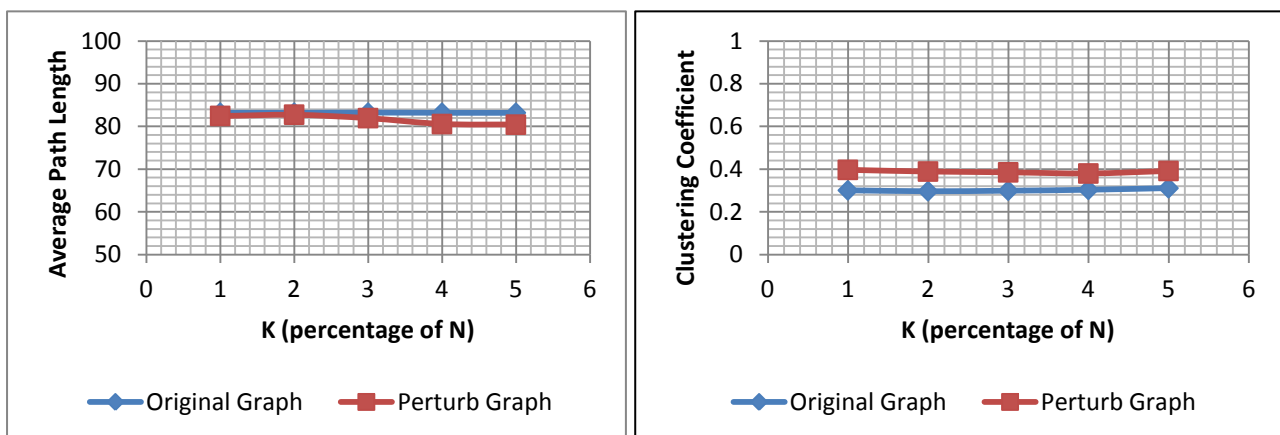 100
90
80
70
60
50
0 1 2 3 4 5 6
Average Path Length
K (percentage of N)
Original Graph Perturb Graph
1
0.8
0.6
0.4
0.2
0
0 1 2 3 4 5 6
Clustering Coefficient
K (percentage of N)
Original Graph Perturb Graph